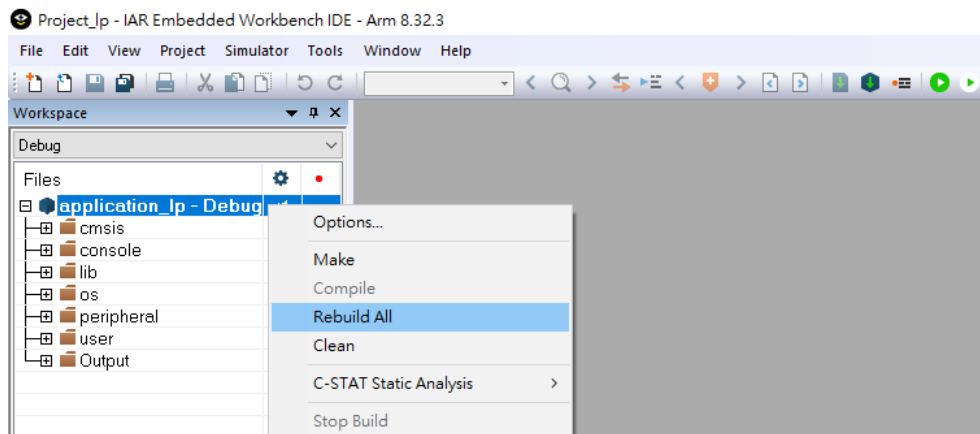 Project_lp - IAR Embedded Workbench IDE - Arm 8.32.3
File Edit View Project Simulator Tools Window Help
Workspace
Debug
Files
application_lp - Debug
cmsis
console
lib
os
peripheral
user
Output
Options...
Make
Compile
Rebuild All
Clean
C-STAT Static Analysis
Stop Build